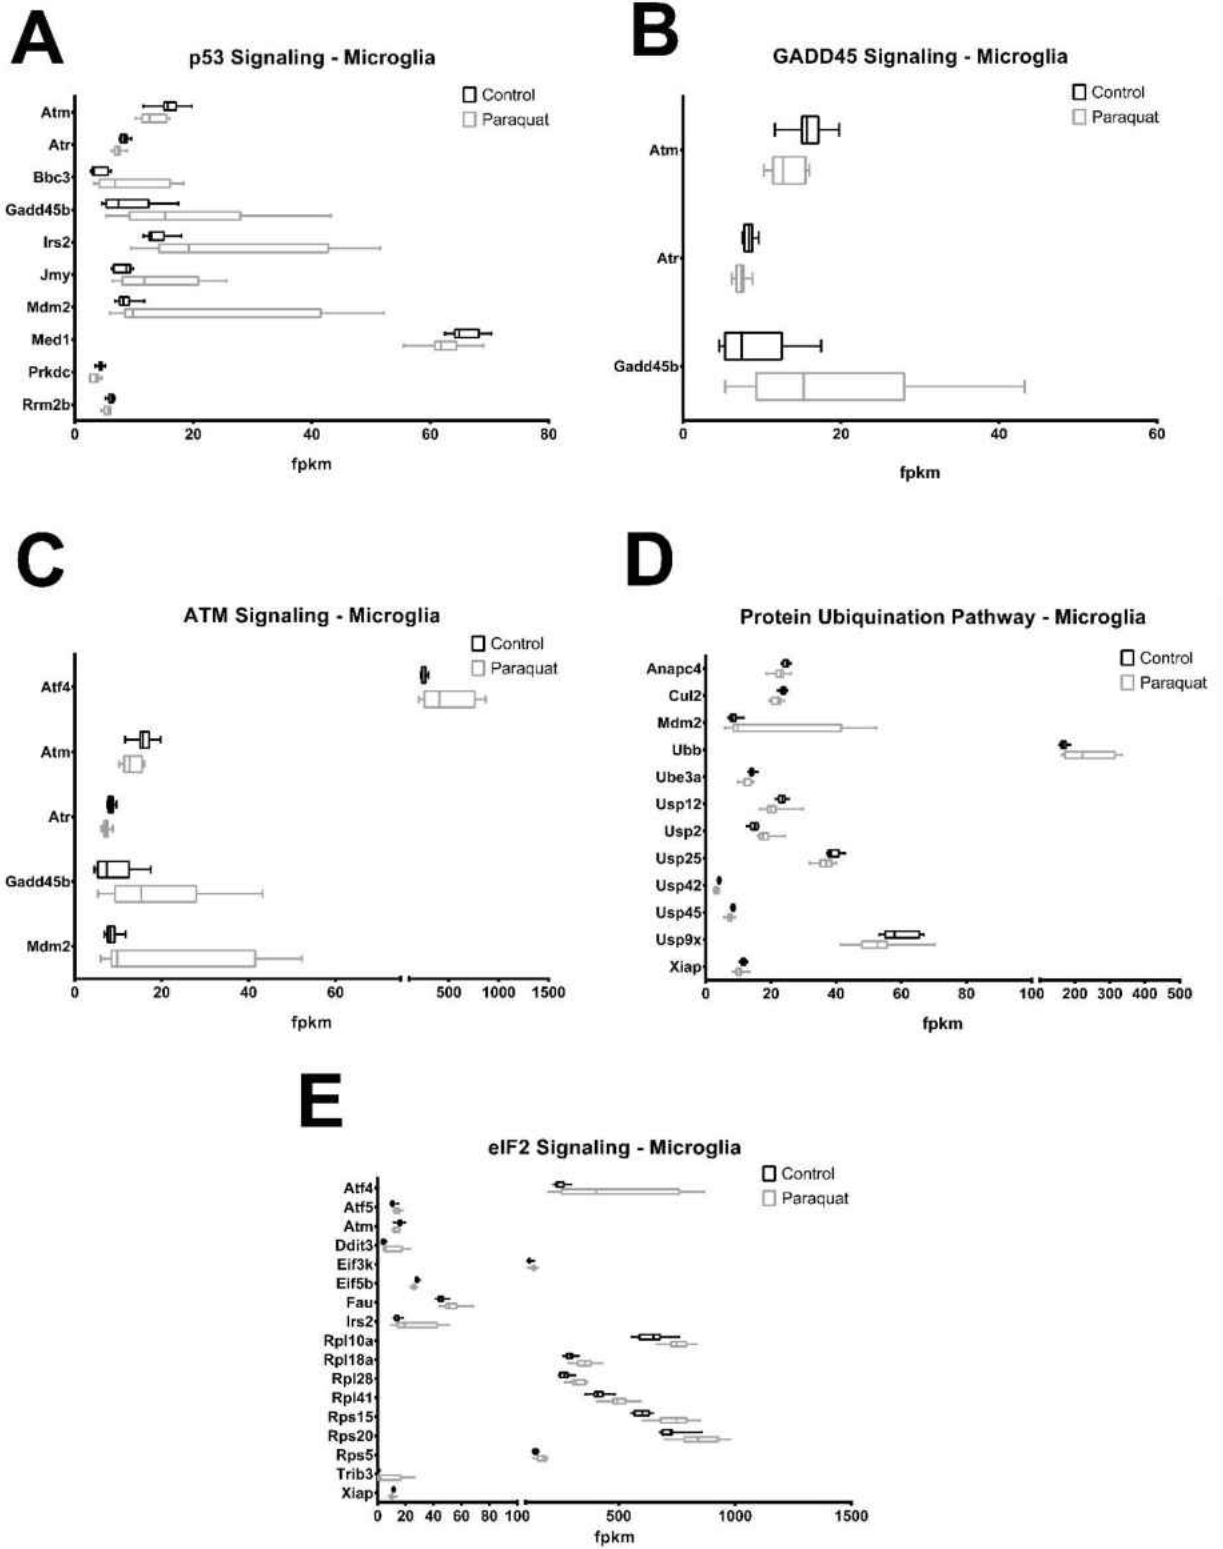 A
p53 Signaling - Microglia
Control
Paraquat
Atm
Atr
Bbc3
Gadd45b
Irs2
Jmy
Mdm2
Med1
Prkdc
Rrm2b
0 20 40 60 80
fpkm
B
GADD45 Signaling - Microglia
Control
Paraquat
Atm
Atr
Gadd45b
0 20 40 60
fpkm
C
ATM Signaling - Microglia
Control
Paraquat
Atf4
Atm
Atr
Gadd45b
Mdm2
0 20 40 60 500 1000 1500
fpkm
D
Protein Ubiquination Pathway - Microglia
Control
Paraquat
Anapc4
Cul2
Mdm2
Ubb
Ube3a
Usp12
Usp2
Usp25
Usp42
Usp45
Usp9x
Xiap
0 20 40 60 80 100 200 300 400 500
fpkm
E
eIF2 Signaling - Microglia
Control
Paraquat
Atf4
Atf5
Atm
Ddit3
Eif3k
Eif5b
Fau
Irs2
Rpl10a
Rpl18a
Rpl28
Rpl41
Rps15
Rps20
Rps5
Trib3
Xiap
0 20 40 60 80 100 500 1000 1500
fpkm